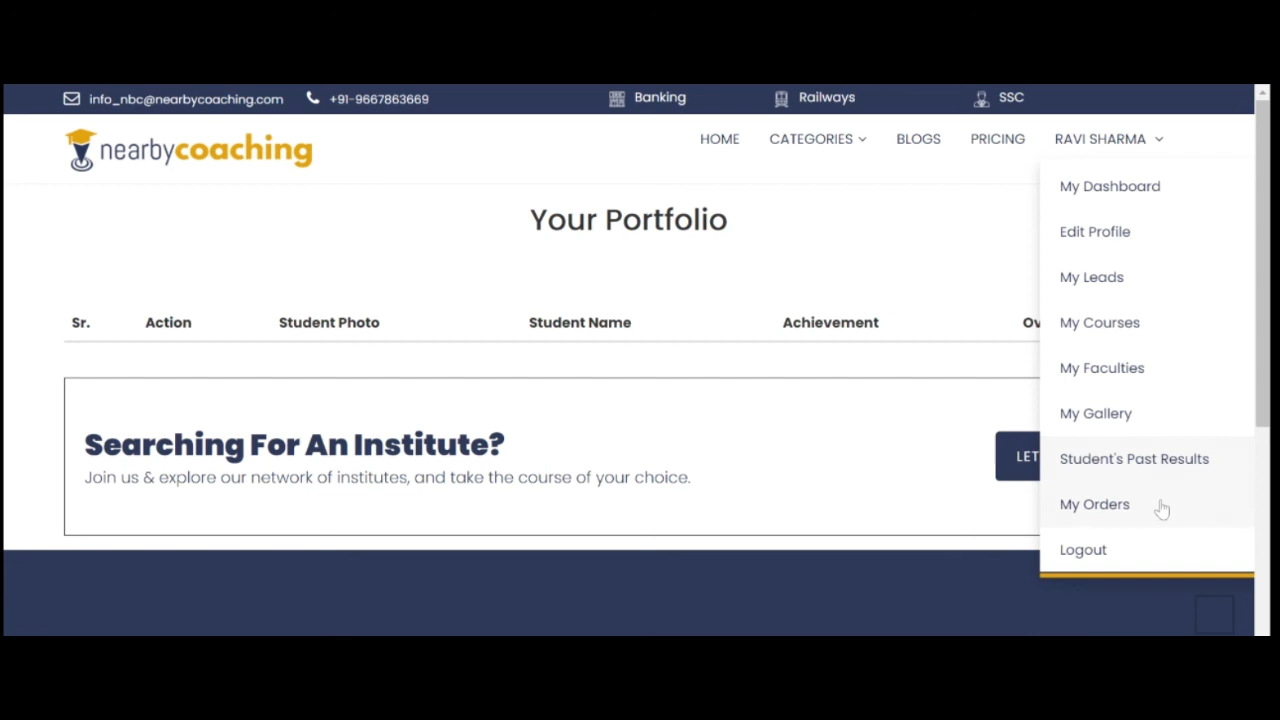 info_nbc@nearbycoaching.com +91-9667863669 Banking Railways SSC
nearbycoaching HOME CATEGORIES BLOGS PRICING RAVI SHARMA
My Dashboard
Your Portfolio
Edit Profile
My Leads
Sr. Action Student Photo Student Name Achievement
My Courses
My Faculties
My Gallery
Searching For An Institute?
Student's Past Results
Join us & explore our network of institutes, and take the course of your choice.
My Orders
Logout